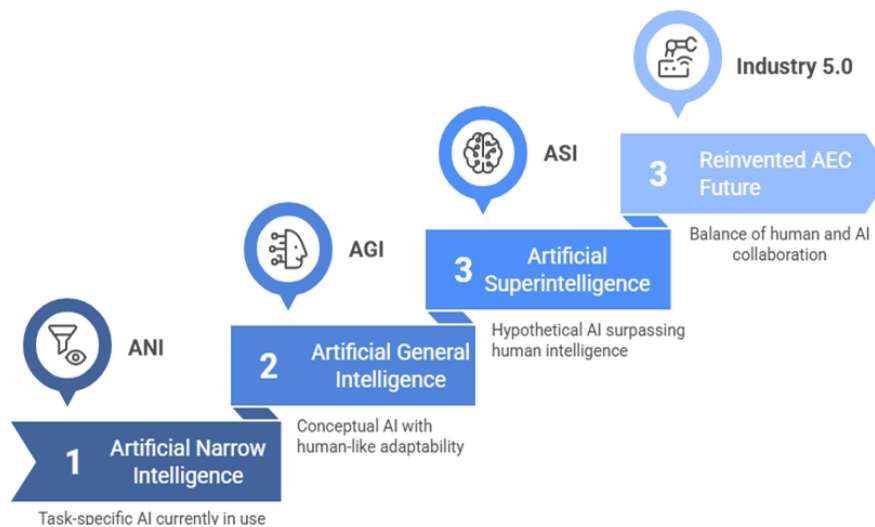 Industry 5.0
3
Reinvented AEC
Future
Balance of human and AI
collaboration
ASI
3
Artificial
Superintelligence
Hypothetical AI surpassing
human intelligence
AGI
2
Artificial General
Intelligence
Conceptual AI with
human-like adaptability
ANI
1
Artificial Narrow
Intelligence
Task-specific AI currently in use